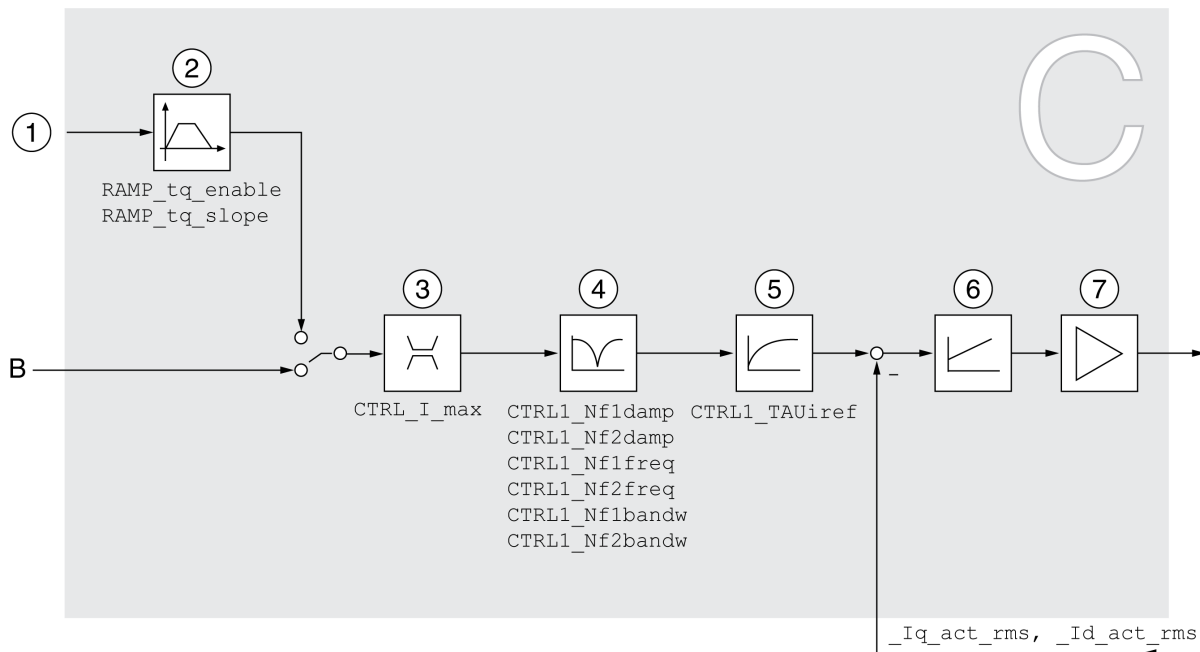 C
2
1
RAMP_tq_enable
RAMP_tq_slope
3
4
5
6
7
B
CTRL_I_max
CTRL1_Nf1damp
CTRL1_Nf2damp
CTRL1_Nf1freq
CTRL1_Nf2freq
CTRL1_Nf1bandw
CTRL1_Nf2bandw
CTRL1_TAUiref
–
_Iq_act_rms, _Id_act_rms